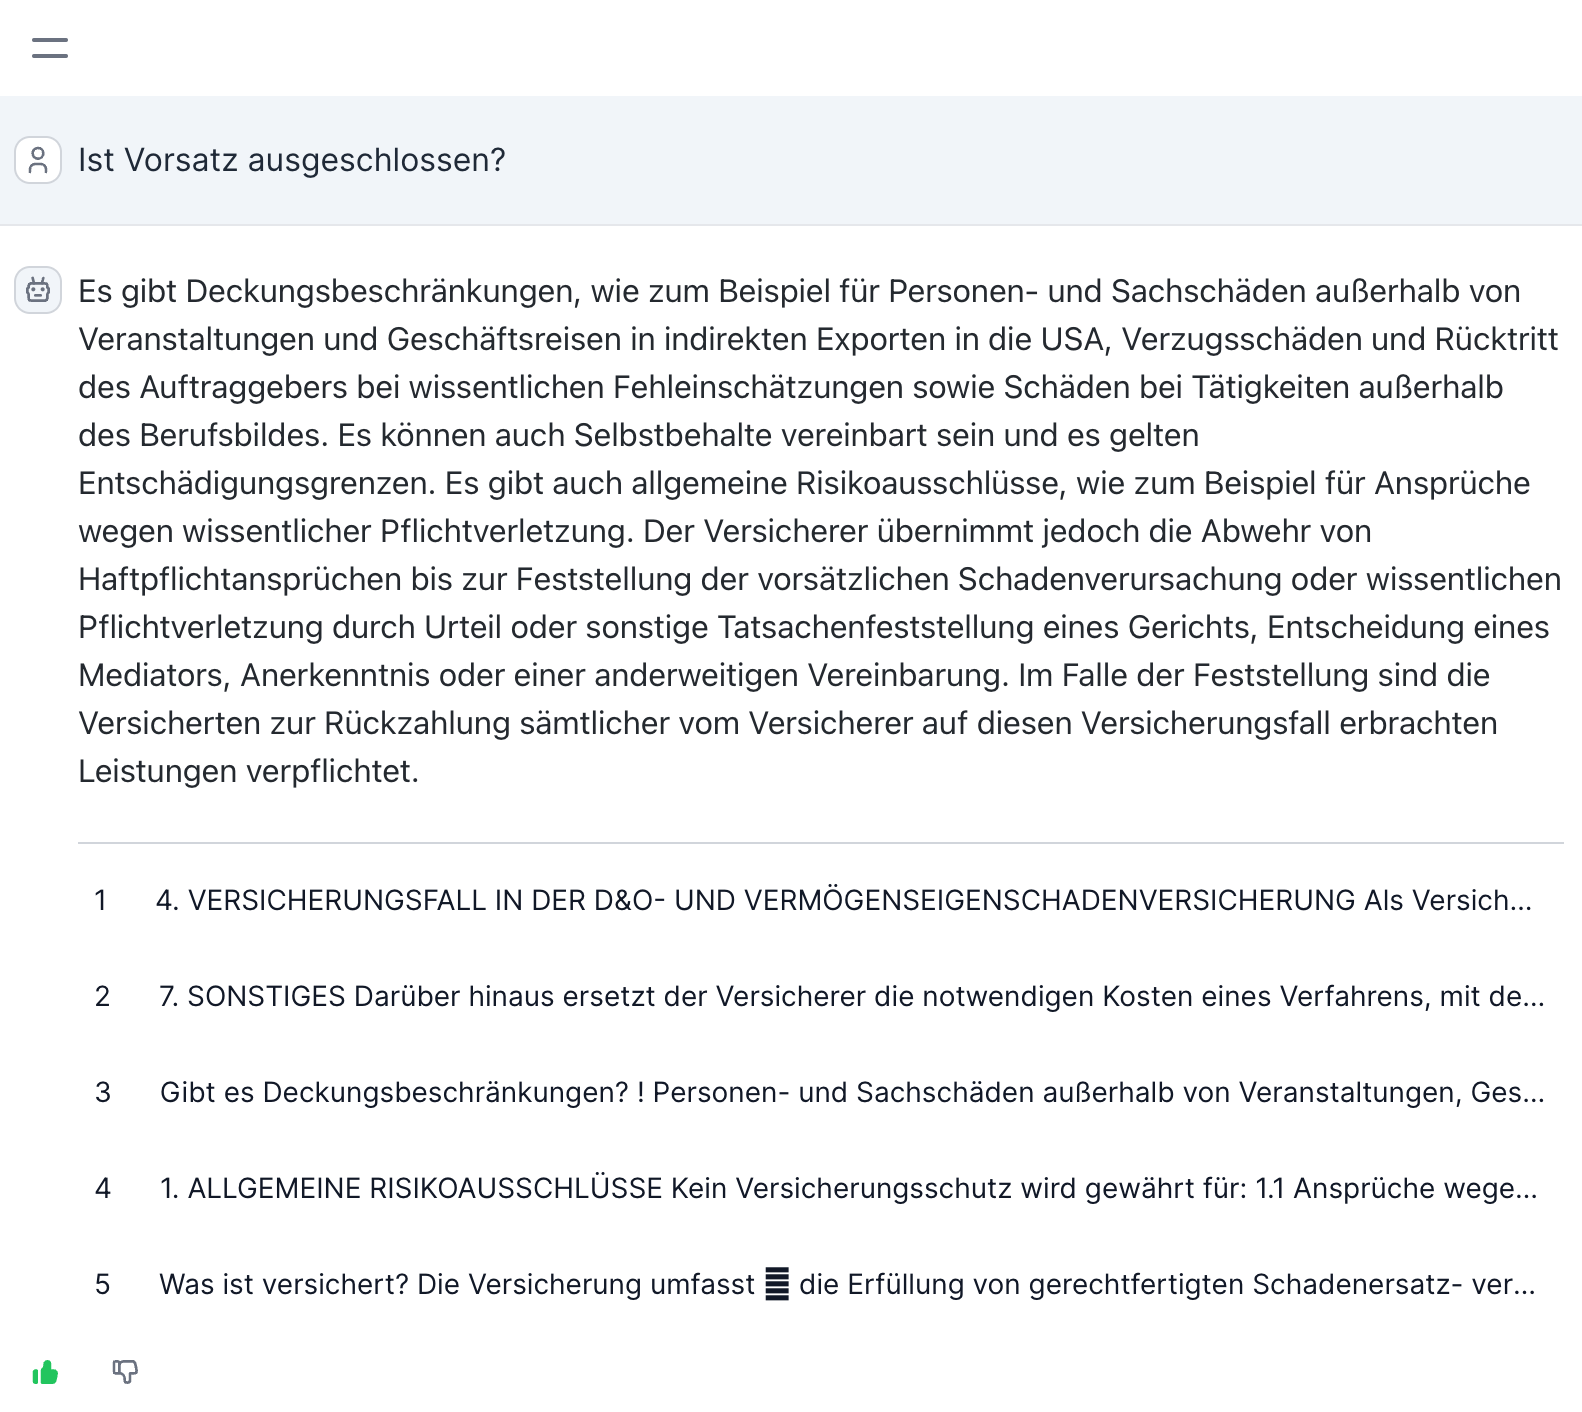 Ist Vorsatz ausgeschlossen?
Es gibt Deckungsbeschränkungen, wie zum Beispiel für Personen- und Sachschäden außerhalb von
Veranstaltungen und Geschäftsreisen in indirekten Exporten in die USA, Verzugsschäden und Rücktritt
des Auftraggebers bei wissentlichen Fehleinschätzungen sowie Schäden bei Tätigkeiten außerhalb
des Berufsbildes. Es können auch Selbstbehalte vereinbart sein und es gelten
Entschädigungsgrenzen. Es gibt auch allgemeine Risikoausschlüsse, wie zum Beispiel für Ansprüche
wegen wissentlicher Pflichtverletzung. Der Versicherer übernimmt jedoch die Abwehr von
Haftpflichtansprüchen bis zur Feststellung der vorsätzlichen Schadenverursachung oder wissentlichen
Pflichtverletzung durch Urteil oder sonstige Tatsachenfeststellung eines Gerichts, Entscheidung eines
Mediators, Anerkenntnis oder einer anderweitigen Vereinbarung. Im Falle der Feststellung sind die
Versicherten zur Rückzahlung sämtlicher vom Versicherer auf diesen Versicherungsfall erbrachten
Leistungen verpflichtet.
1 4. VERSICHERUNGSFALL IN DER D&O- UND VERMÖGENSEIGENSCHADENVERSICHERUNG Als Versich...
2 7. SONSTIGES Darüber hinaus ersetzt der Versicherer die notwendigen Kosten eines Verfahrens, mit de...
3 Gibt es Deckungsbeschränkungen? ! Personen- und Sachschäden außerhalb von Veranstaltungen, Ges...
4 1. ALLGEMEINE RISIKOAUSSCHLÜSSE Kein Versicherungsschutz wird gewährt für: 1.1 Ansprüche wege...
5 Was ist versichert? Die Versicherung umfasst die Erfüllung von gerechtfertigten Schadenersatz- ver...